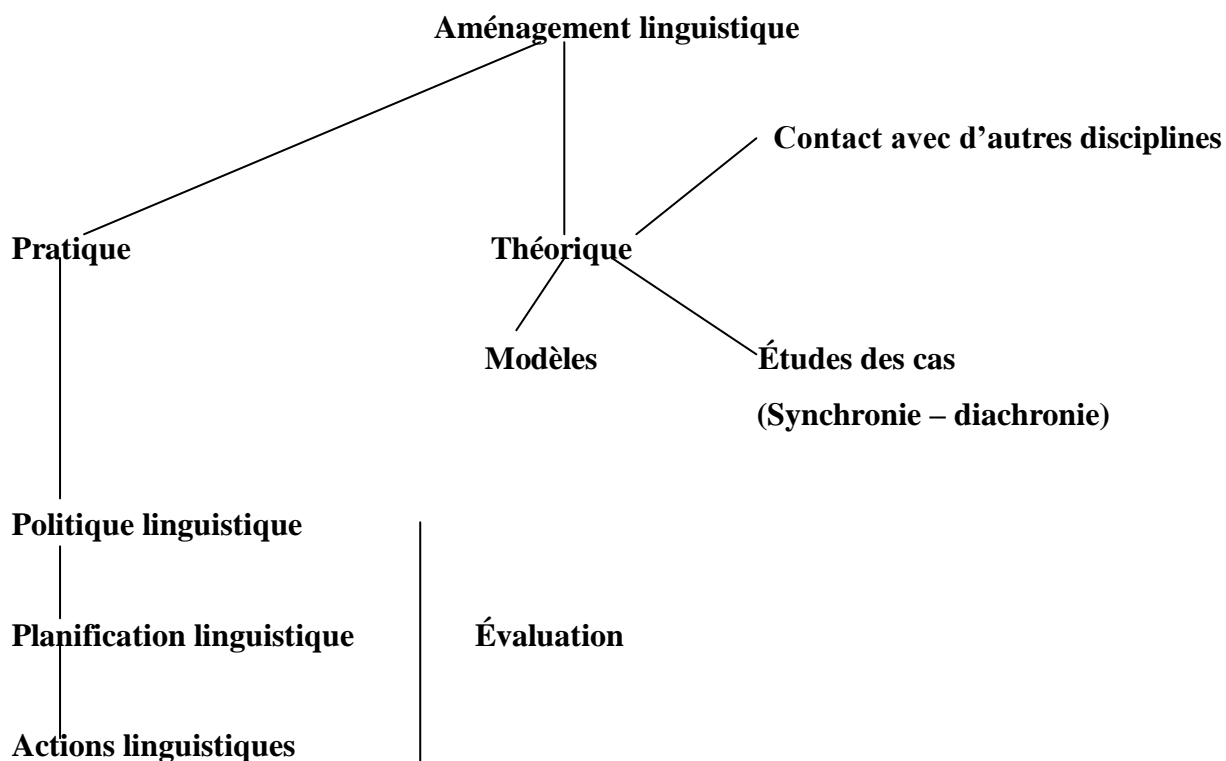 Aménagement linguistique
Contact avec d'autres disciplines
Pratique
Théorique
Modèles
Études des cas
(Synchronie – diachronie)
Politique linguistique
Planification linguistique
Évaluation
Actions linguistiques